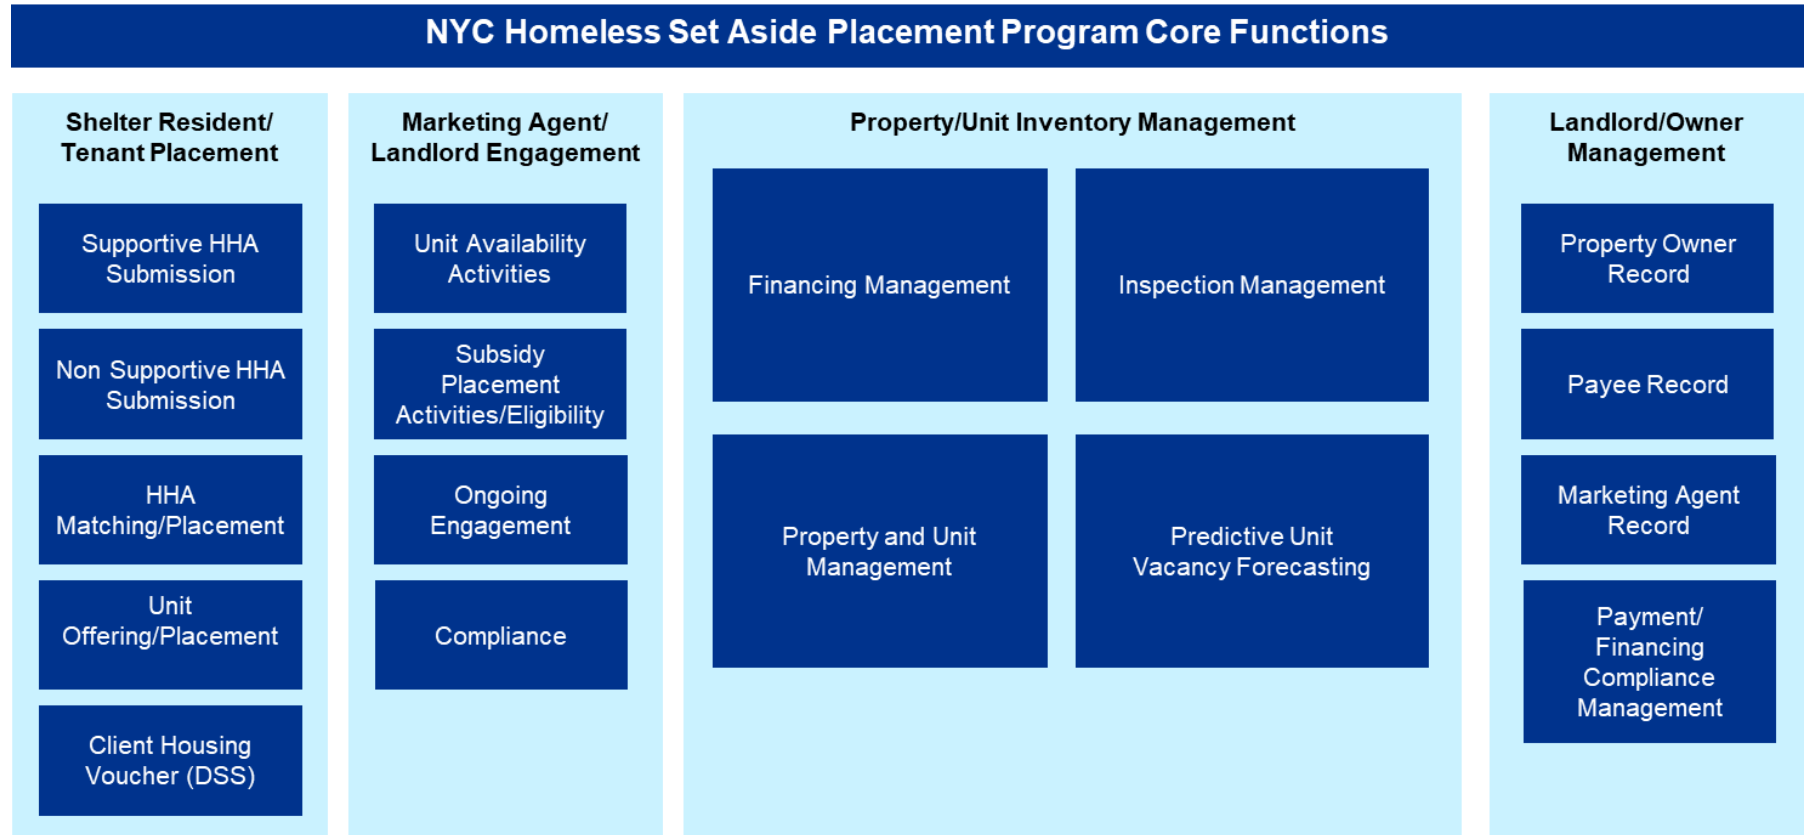 NYC Homeless Set Aside Placement Program Core Functions
Shelter Resident/
Tenant Placement
Supportive HHA
Submission
Non Supportive HHA
Submission
HHA
Matching/Placement
Unit
Offering/Placement
Client Housing
Voucher (DSS)
Marketing Agent/
Landlord Engagement
Unit Availability
Activities
Subsidy
Placement
Activities/Eligibility
Ongoing
Engagement
Compliance
Property/Unit Inventory Management
Financing Management
Inspection Management
Property and Unit
Management
Predictive Unit
Vacancy Forecasting
Landlord/Owner
Management
Property Owner
Record
Payee Record
Marketing Agent
Record
Payment/
Financing
Compliance
Management